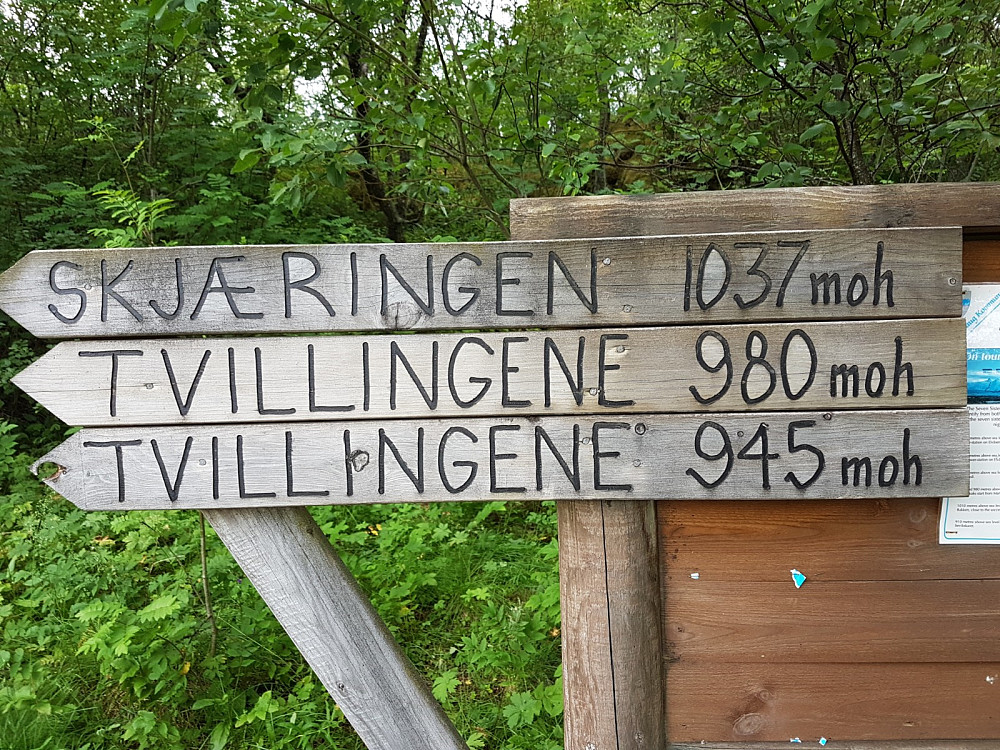 SKJÆRINGEN 1037 moh
TVILLINGENE 980 moh
TVILLINGENE 945 moh